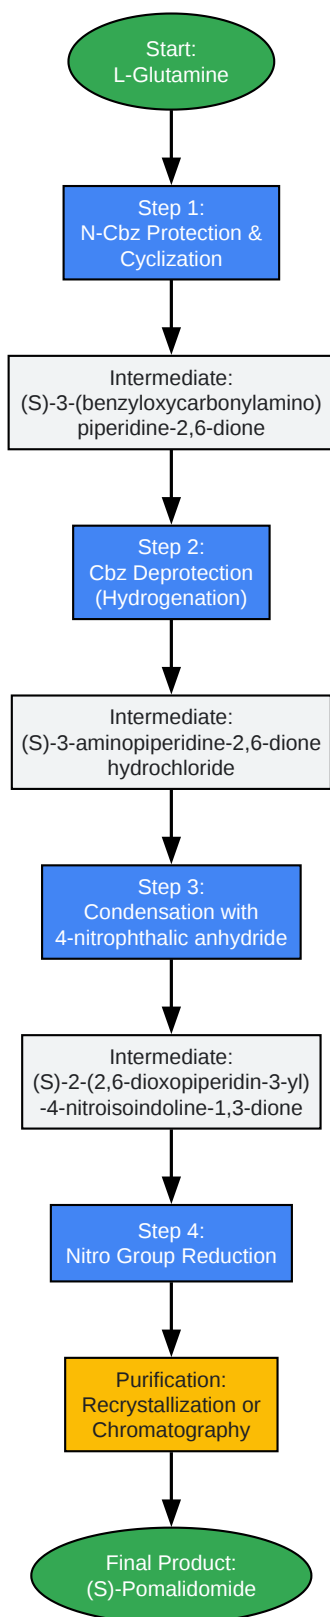 Start:
L-Glutamine
Step 1:
N-Cbz Protection &
Cyclization
Intermediate:
(S)-3-(benzyloxycarbonylamino)
piperidine-2,6-dione
Step 2:
Cbz Deprotection
(Hydrogenation)
Intermediate:
(S)-3-aminopiperidine-2,6-dione
hydrochloride
Step 3:
Condensation with
4-nitrophthalic anhydride
Intermediate:
(S)-2-(2,6-dioxopiperidin-3-yl)
-4-nitroisoindoline-1,3-dione
Step 4:
Nitro Group Reduction
Purification:
Recrystallization or
Chromatography
Final Product:
(S)-Pomalidomide